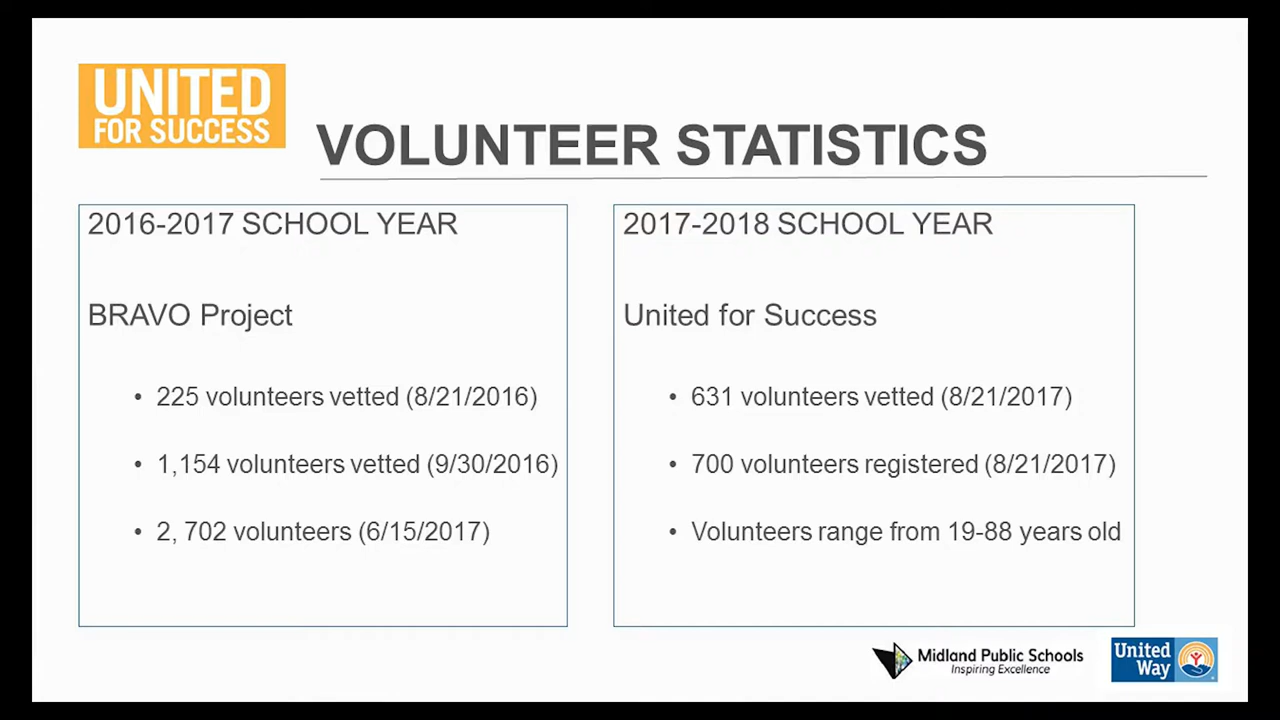 UNITED
FOR SUCCESS
VOLUNTEER STATISTICS
2016-2017 SCHOOL YEAR
BRAVO Project
• 225 volunteers vetted (8/21/2016)
• 1,154 volunteers vetted (9/30/2016)
• 2, 702 volunteers (6/15/2017)
2017-2018 SCHOOL YEAR
United for Success
• 631 volunteers vetted (8/21/2017)
• 700 volunteers registered (8/21/2017)
• Volunteers range from 19-88 years old
Midland Public Schools
Inspiring Excellence
United
Way